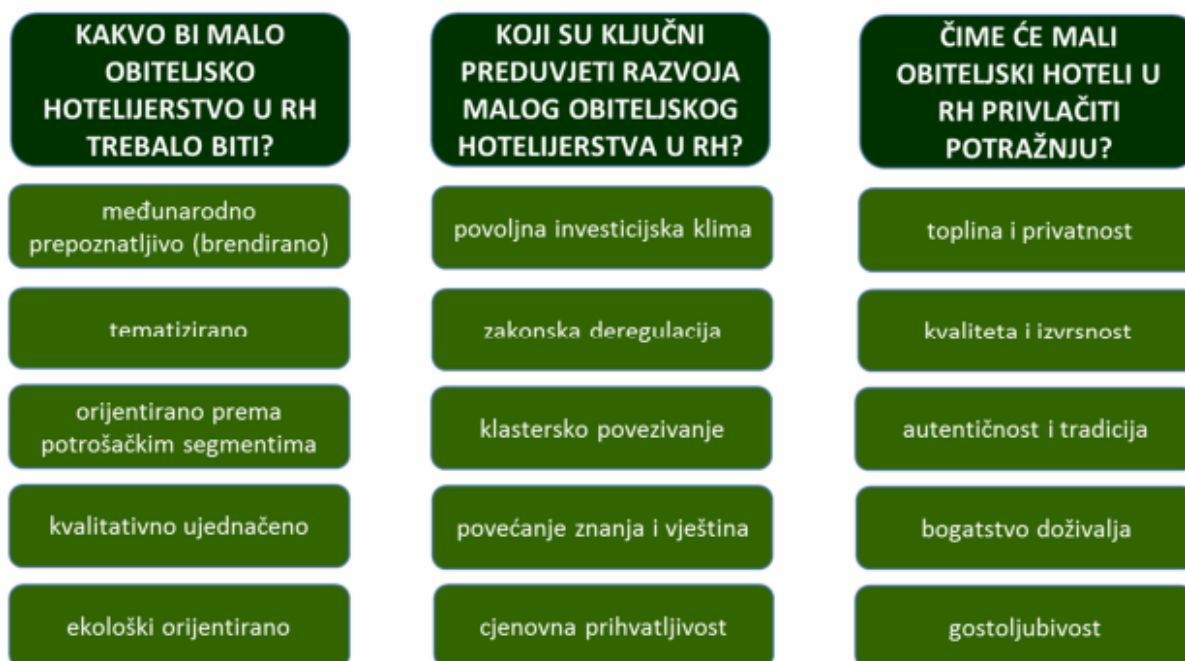 KAKVO BI MALO
OBITELJSKO
HOTELIJERSTVO U RH
TREBALO BITI?
međunarodno
prepoznatljivo (brendirano)
tematizirano
orijentirano prema
potrošačkim segmentima
kvalitativno ujednačeno
ekološki orijentirano
KOJI SU KLJUČNI
PREDUVJETI RAZVOJA
MALOG OBITELJSKOG
HOTELIJERSTVA U RH?
povoljna investicijska klima
zakonska deregulacija
klastersko povezivanje
povećanje znanja i vještina
cjenovna prihvatljivost
ČIME ĆE MALI
OBITELJSKI HOTELI U
RH PRIVLAČITI
POTRAŽNJU?
toplina i privatnost
kvaliteta i izvrsnost
autentičnost i tradicija
bogatstvo doživalja
gostoljubivost